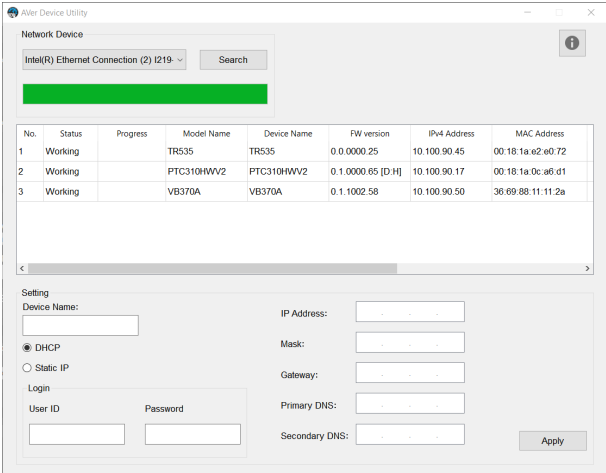 AVer Device Utility
Network Device
Intel(R) Ethernet Connection (2) I219-
Search
No. Status Progress Model Name Device Name FW version IPv4 Address MAC Address
1 Working TR535 TR535 0.0.0000.25 10.100.90.45 00:18:1a:e2:e0:72
2 Working PTC310HWV2 PTC310HWV2 0.1.0000.65 [D:H] 10.100.90.17 00:18:1a:0c:a6:d1
3 Working VB370A VB370A 0.1.1002.58 10.100.90.50 36:69:88:11:11:2a
Setting
Device Name:
DHCP
Static IP
Login
User ID Password
IP Address:
Mask:
Gateway:
Primary DNS:
Secondary DNS:
Apply